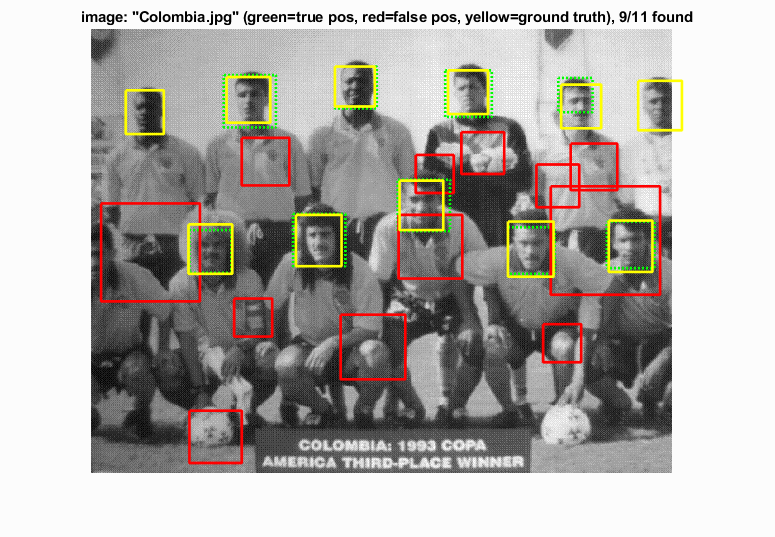 image: "Colombia.jpg" (green=true pos, red=false pos, yellow=ground truth), 9/11 found
COLOMBIA: 1993 COPA
AMERICA THIRD-PLACE WINNER